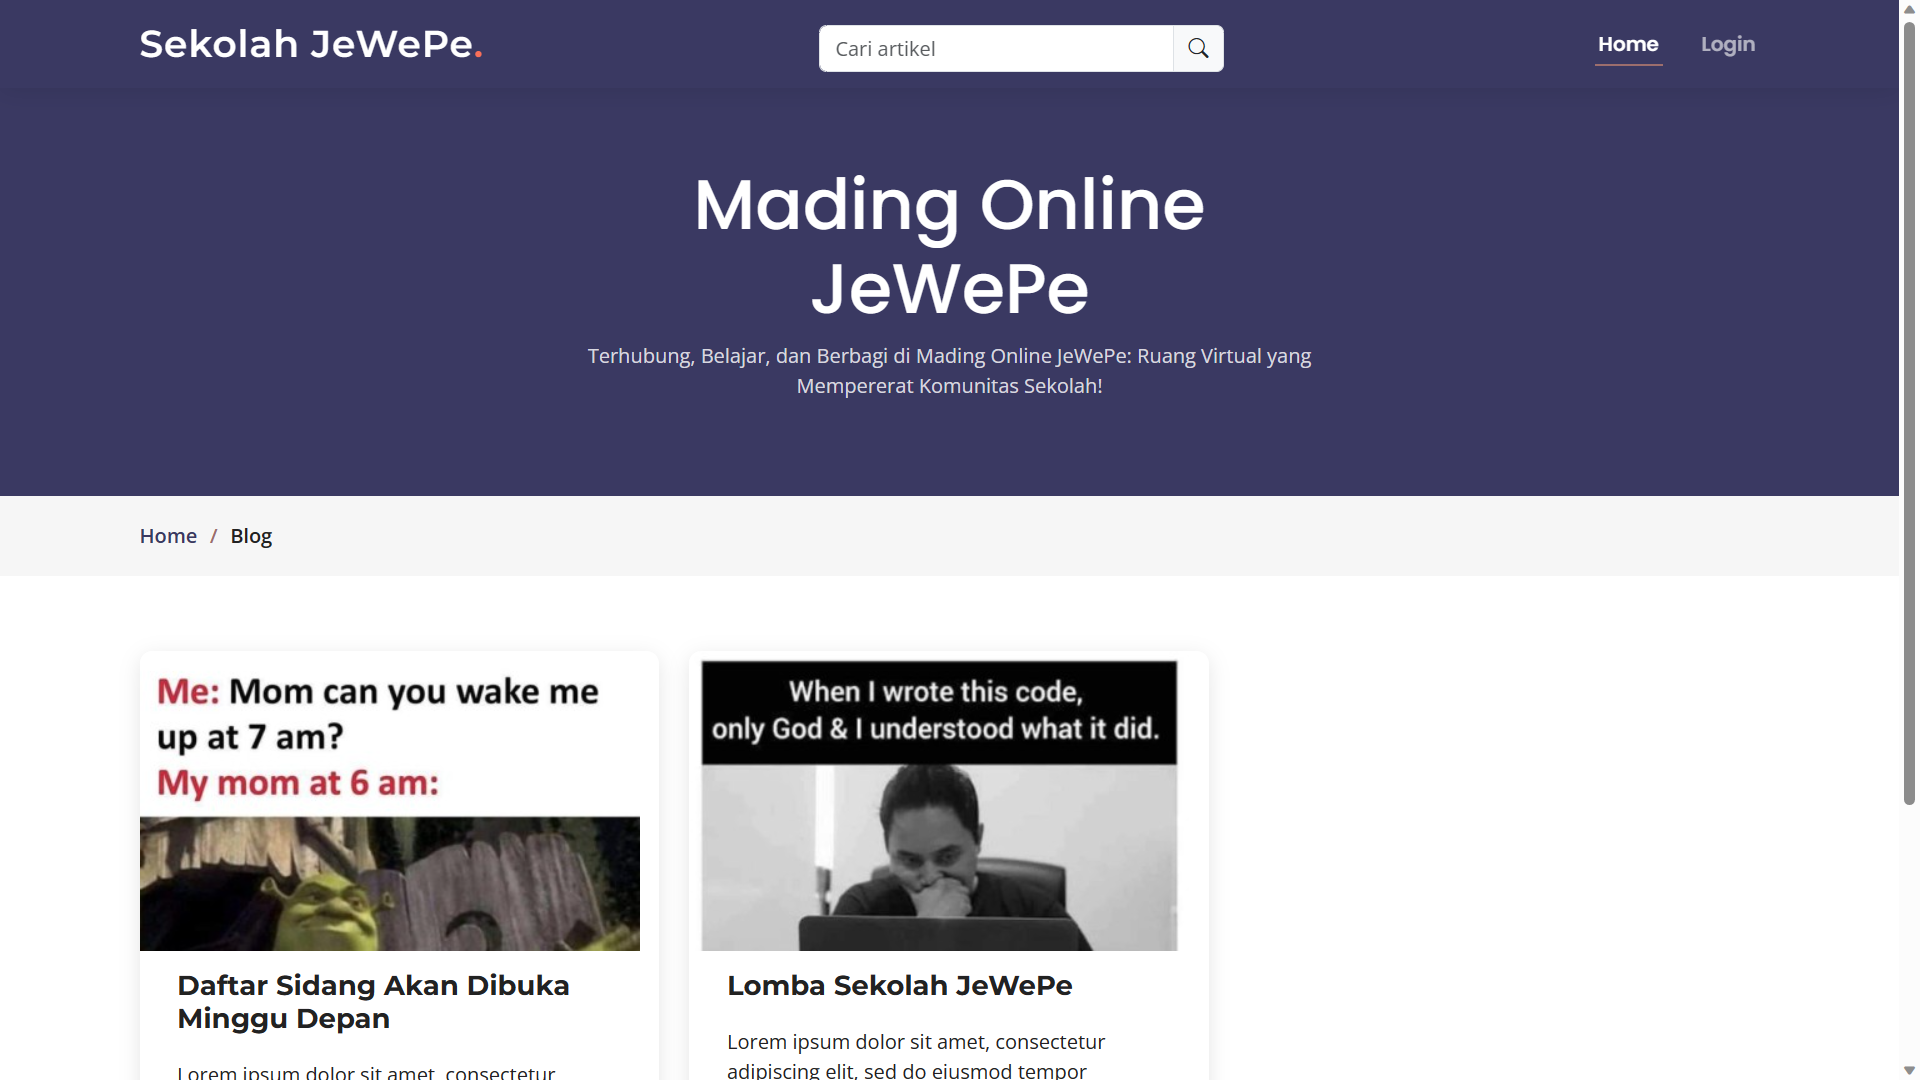 Sekolah JeWePe.
Cari artikel
Home
Login
Mading Online
JeWePe
Terhubung, Belajar, dan Berbagi di Mading Online JeWePe: Ruang Virtual yang
Mempererat Komunitas Sekolah!
Home / Blog
Me: Mom can you wake me
up at 7 am?
My mom at 6 am:
Daftar Sidang Akan Dibuka
Minggu Depan
Lorem ipsum dolor sit amet, consectetur
When I wrote this code,
only God & I understood what it did.
Lomba Sekolah JeWePe
Lorem ipsum dolor sit amet, consectetur
adipiscing elit, sed do eiusmod tempor